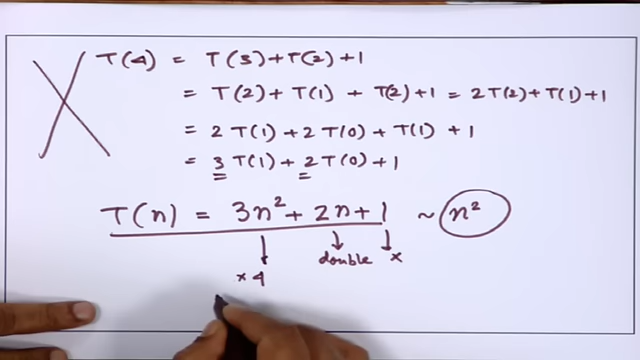 T(4) = T(3)+T(2)+1
= T(2)+T(1) + T(2)+1 = 2T(2)+T(1)+1
= 2T(1)+2T(0)+T(1)+1
= 3T(1)+2T(0)+1
T(n) = 3n²+2n+1 ~ n²
×4 double ×